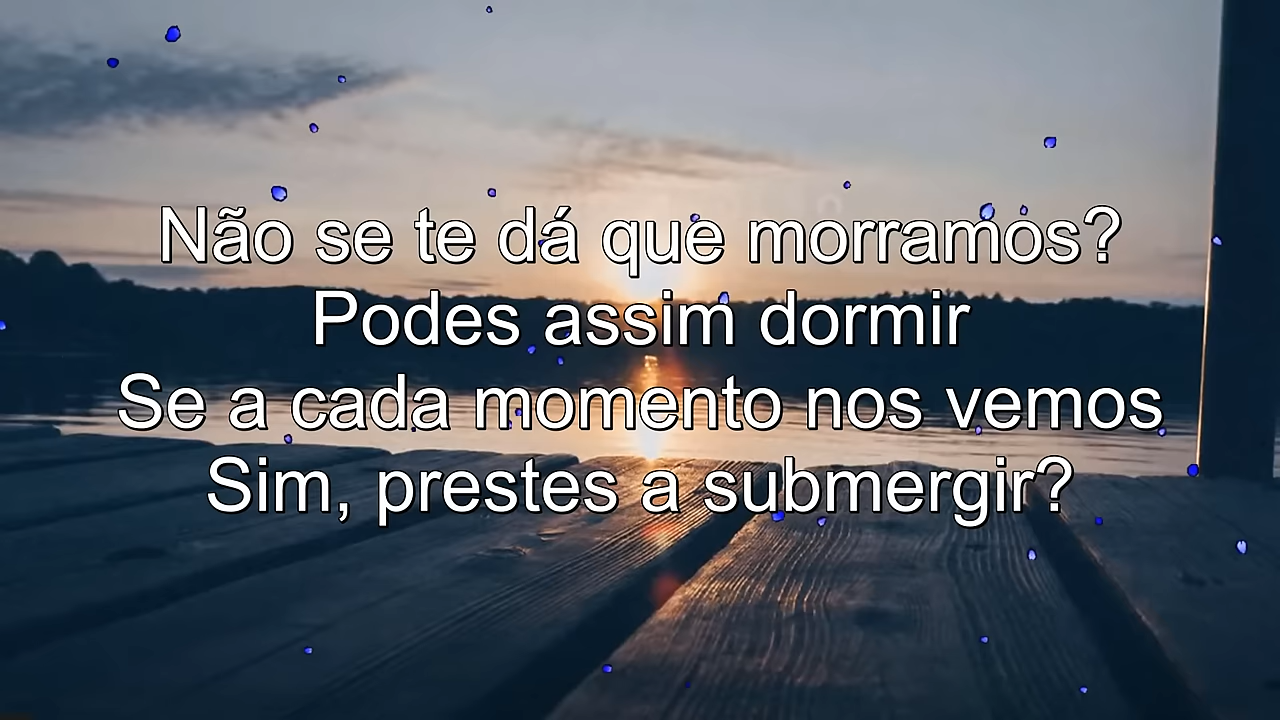 Não se te dá que morramos?
Podes assim dormir
Se a cada momento nos vemos
Sim, prestes a submergir?